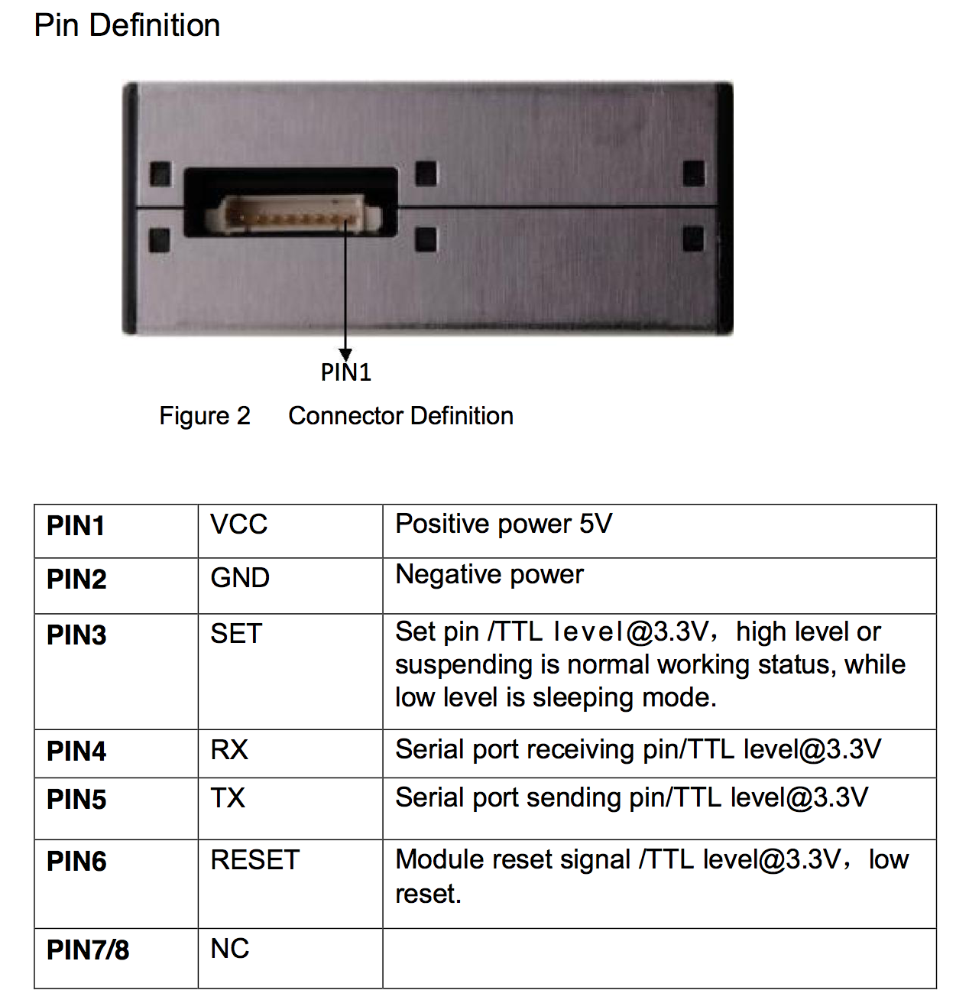 Pin Definition
PIN1
Figure 2 Connector Definition
PIN1 VCC Positive power 5V
PIN2 GND Negative power
PIN3 SET Set pin /TTL level@3.3V，high level or
suspending is normal working status, while
low level is sleeping mode.
PIN4 RX Serial port receiving pin/TTL level@3.3V
PIN5 TX Serial port sending pin/TTL level@3.3V
PIN6 RESET Module reset signal /TTL level@3.3V，low
reset.
PIN7/8 NC